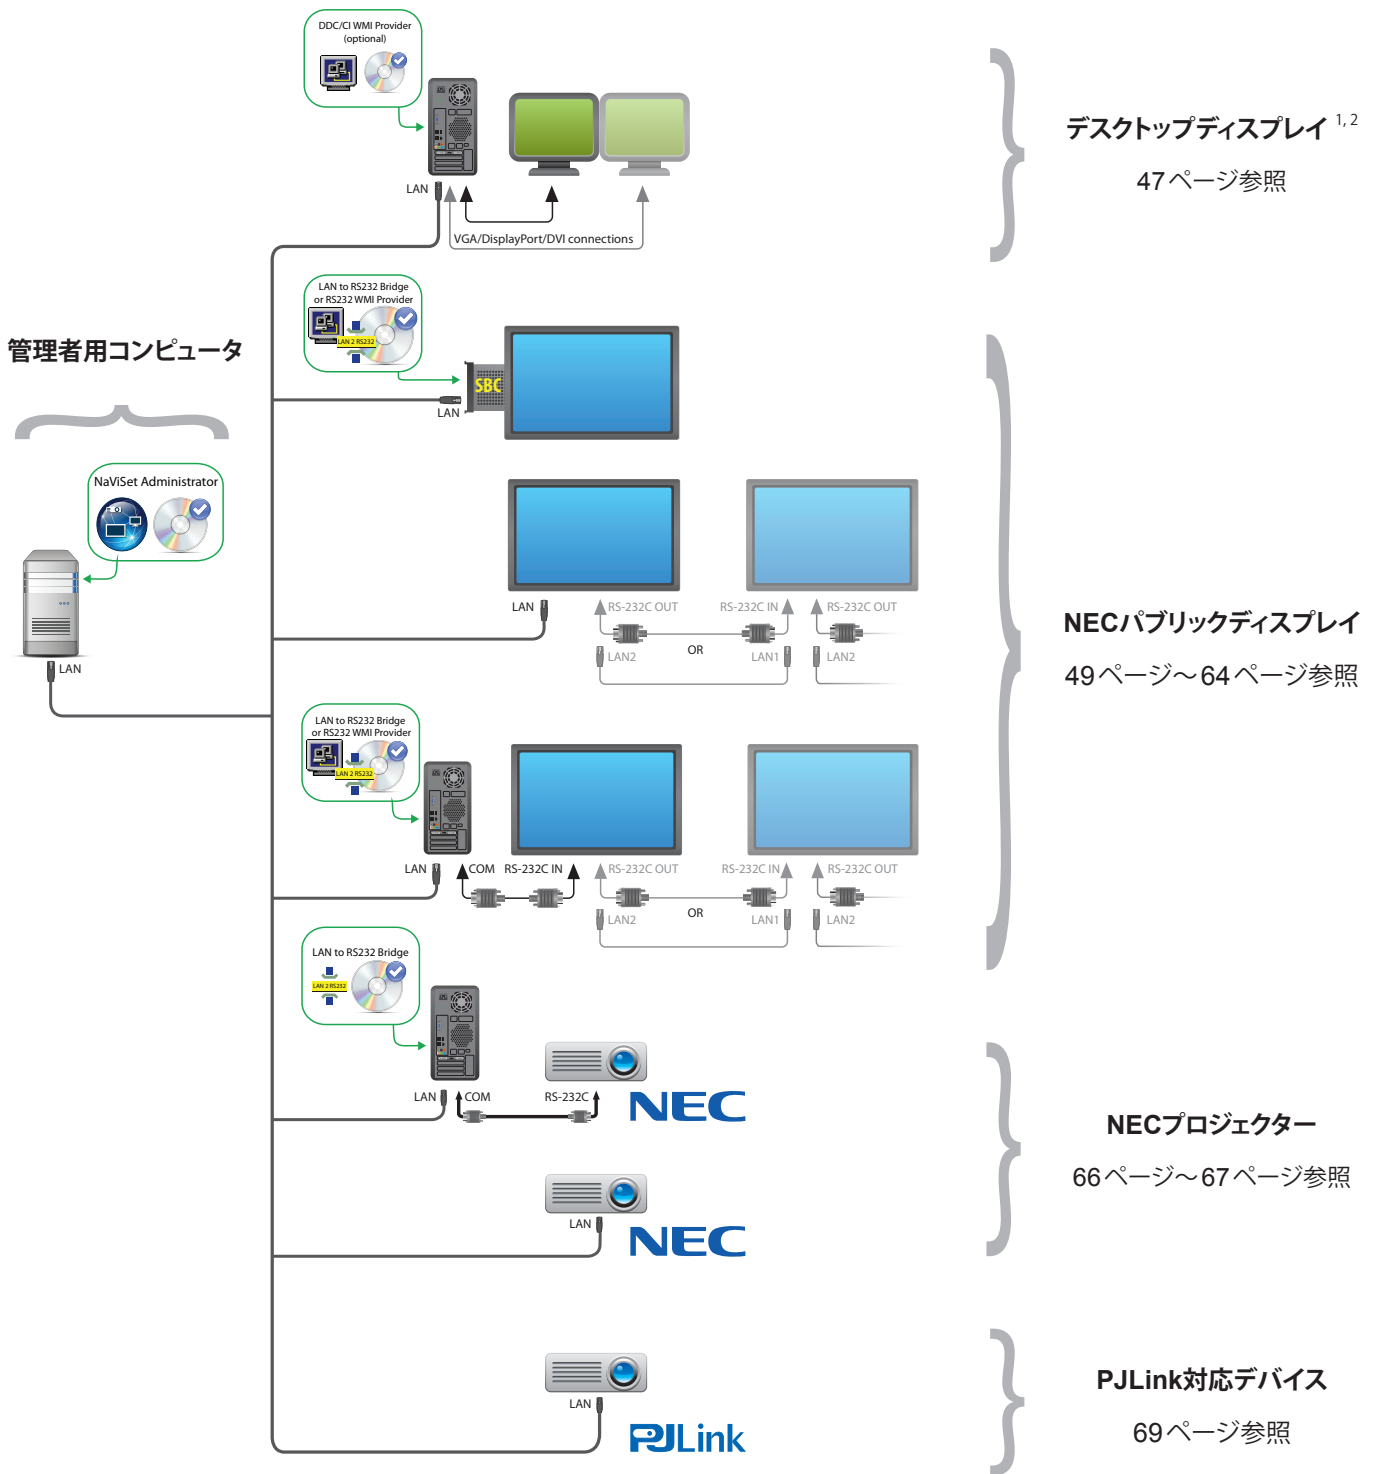 DDC/CI WMI Provider
(optional)
LAN
VGA/DisplayPort/DVI connections
デスクトップディスプレイ 1, 2
47ページ参照
管理者用コンピュータ
NaViSet Administrator
LAN
LAN to RS232 Bridge
or RS232 WMI Provider
LAN 2 RS232
SBC
LAN
LAN
RS-232C OUT
RS-232C IN
RS-232C OUT
LAN2
OR
LAN1
LAN2
LAN to RS232 Bridge
or RS232 WMI Provider
LAN 2 RS232
LAN
COM
RS-232C IN
RS-232C OUT
RS-232C IN
RS-232C OUT
LAN2
OR
LAN1
LAN2
NECパブリックディスプレイ
49ページ~64ページ参照
LAN to RS232 Bridge
LAN 2 RS232
LAN
COM
RS-232C
NEC
LAN
NEC
NECプロジェクター
66ページ~67ページ参照
LAN
PJLink
PJLink対応デバイス
69ページ参照